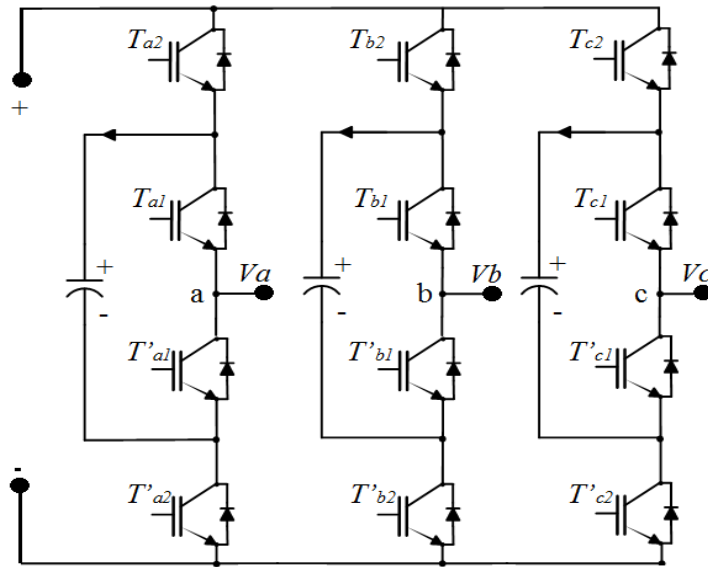 Ta2 Tb2 Tc2
+
Ta1 Tb1 Tc1
+ Va + Vb + Vc
a b c
- - -
T'a1 T'b1 T'c1
-
T'a2 T'b2 T'c2